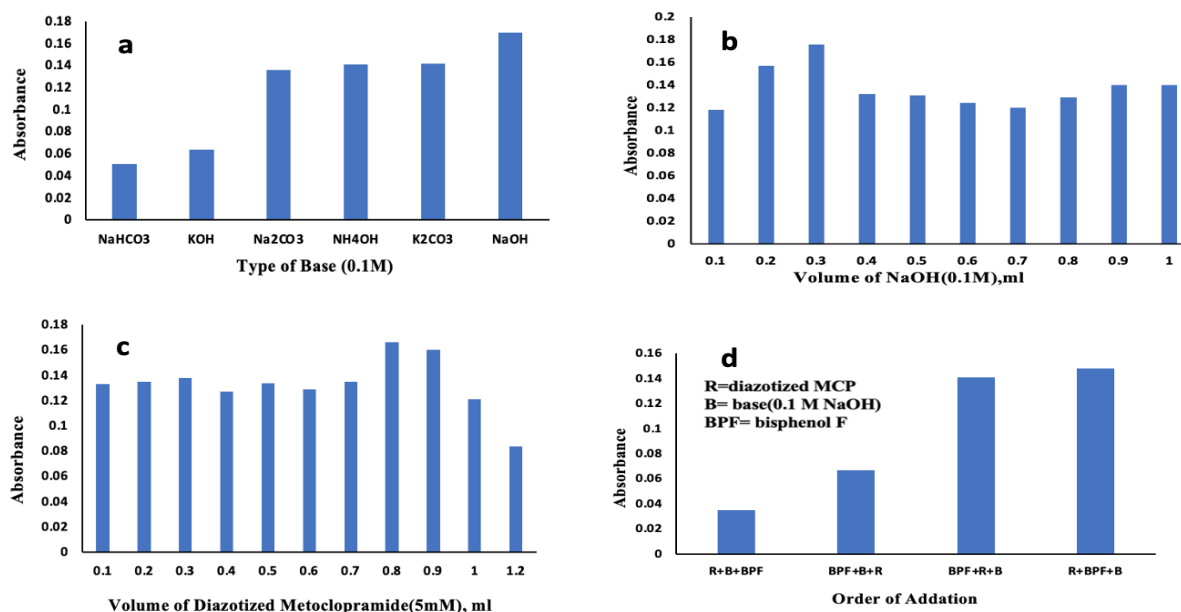 a
Absorbance
0.18
0.16
0.14
0.12
0.1
0.08
0.06
0.04
0.02
0
NaHCO3 KOH Na2CO3 NH4OH K2CO3 NaOH
Type of Base (0.1M)
b
Absorbance
0.2
0.18
0.16
0.14
0.12
0.1
0.08
0.06
0.04
0.02
0
0.1 0.2 0.3 0.4 0.5 0.6 0.7 0.8 0.9 1
Volume of NaOH(0.1M),ml
c
Absorbance
0.18
0.16
0.14
0.12
0.1
0.08
0.06
0.04
0.02
0
0.1 0.2 0.3 0.4 0.5 0.6 0.7 0.8 0.9 1 1.2
Volume of Diazotized Metoclopramide(5mM), ml
d
R=diazotized MCP
B= base(0.1 M NaOH)
BPF= bisphenol F
Absorbance
0.16
0.14
0.12
0.1
0.08
0.06
0.04
0.02
0
R+B+BPF BPF+B+R BPF+R+B R+BPF+B
Order of Addation